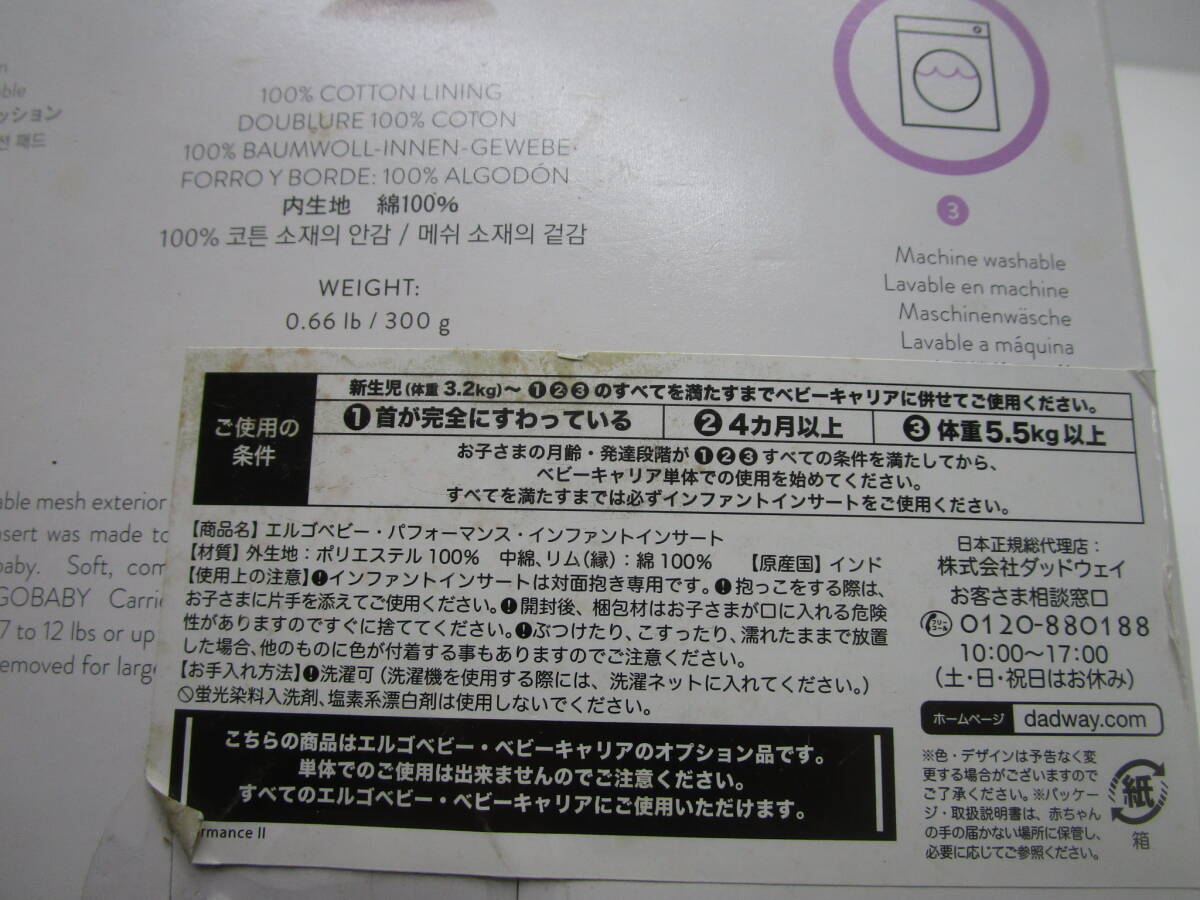 ッション
패드
100% COTTON LINING
DOUBLURE 100% COTON
100% BAUMWOLL-INNEN-GEWEBE
FORRO Y BORDE: 100% ALGODÓN
内生地 綿100%
100% 코튼 소재의 안감 / 메쉬 소재의 겉감
WEIGHT:
0.66 lb / 300 g
3
Machine washable
Lavable en machine
Maschinenwäsche
Lavable a máquina
able mesh exterior
nsert was made to
baby. Soft, com
GOBABY Carrie
7 to 12 lbs or up
emoved for large
ご使用の
条件
新生児(体重 3.2kg)～❶❷❸のすべてを満たすまでベビーキャリアに併せてご使用ください。
❶首が完全にすわっている ❷4カ月以上 ❸体重5.5kg以上
お子さまの月齢・発達段階が❶❷❸すべての条件を満たしてから、
ベビーキャリア単体での使用を始めてください。
すべてを満たすまでは必ずインファントインサートをご使用ください。
【商品名】エルゴベビー・パフォーマンス・インファントインサート
【材質】外生地：ポリエステル100% 中綿、リム(縁)：綿100% 【原産国】インド
【使用上の注意】!インファントインサートは対面抱き専用です。!抱っこをする際は、
お子さまに片手を添えてご使用ください。!開封後、梱包材はお子さまが口に入れる危険
性がありますのですぐに捨ててください。!ぶつけたり、こすったり、濡れたままで放置
した場合、他のものに色が付着する事もありますのでご注意ください。
【お手入れ方法】!洗濯可(洗濯機を使用する際には、洗濯ネットに入れてください。)
🚫蛍光染料入洗剤、塩素系漂白剤は使用しないでください。
こちらの商品はエルゴベビー・ベビーキャリアのオプション品です。
単体でのご使用は出来ませんのでご注意ください。
すべてのエルゴベビー・ベビーキャリアにご使用いただけます。
rmance II
日本正規総代理店：
株式会社ダッドウェイ
お客さま相談窓口
0120-880188
10:00～17:00
(土・日・祝日はお休み)
ホームページ dadway.com
※色・デザインは予告なく変
更する場合がございますので
ご了承ください。※パッケー
ジ・取扱説明書は、赤ちゃん
の手の届かない場所に保管し、
必要に応じてご参照ください。
紙
箱